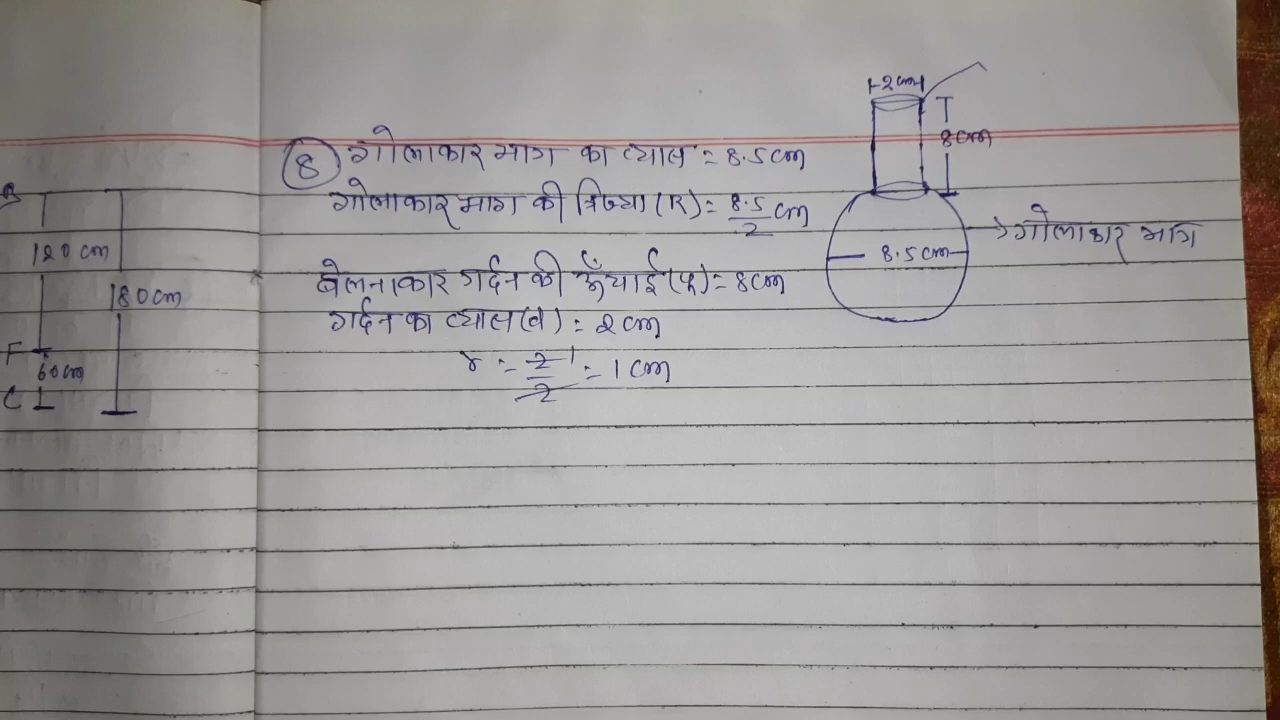 B
120 cm
180 cm
F
60 cm
C
⑧ गोलाकार भाग का व्यास = 8.5 cm
गोलाकार भाग की त्रिज्या (R) = 8.5/2 cm
बेलनाकार गर्दन की ऊँचाई (h) = 8 cm
गर्दन का व्यास (d) = 2 cm
r = 2/2 1 = 1 cm
2 cm
8 cm
8.5 cm
गोलाकार भाग